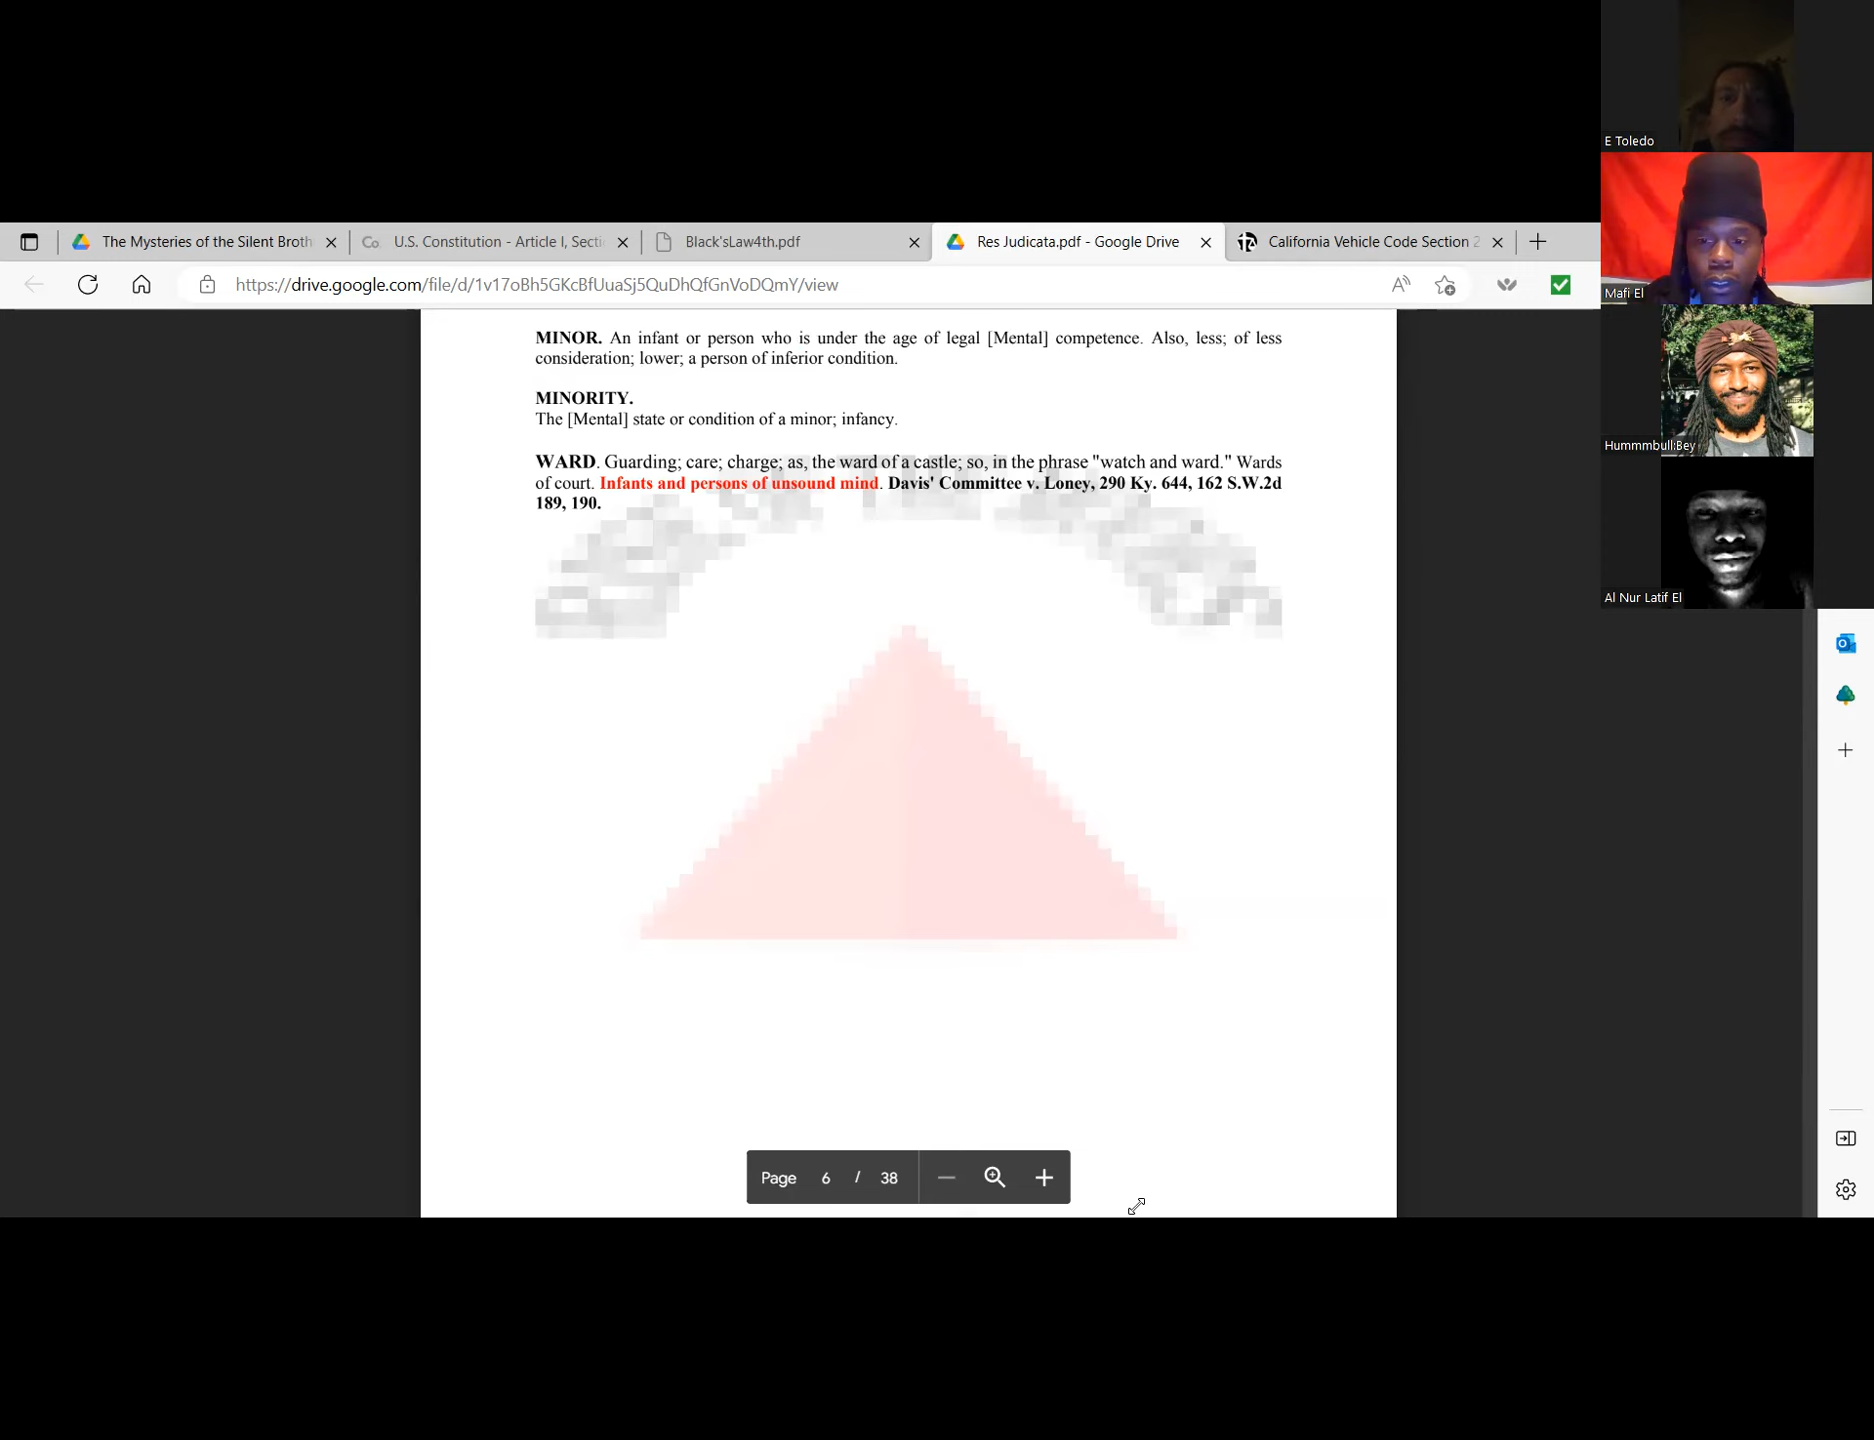 The Mysteries of the Silent Broth
Co. U.S. Constitution - Article I, Secti
Black'sLaw4th.pdf
Res Judicata.pdf - Google Drive
California Vehicle Code Section 2
https://drive.google.com/file/d/1v17oBh5GKcBfUuaSj5QuDhQfGnVoDQmY/view
MINOR. An infant or person who is under the age of legal [Mental] competence. Also, less; of less
consideration; lower; a person of inferior condition.
MINORITY.
The [Mental] state or condition of a minor; infancy.
WARD. Guarding; care; charge; as, the ward of a castle; so, in the phrase "watch and ward." Wards
of court. Infants and persons of unsound mind. Davis' Committee v. Loney, 290 Ky. 644, 162 S.W.2d
189, 190.
Page 6 / 38
E Toledo
Mafi El
Hummmbull:Bey
Al Nur Latif El